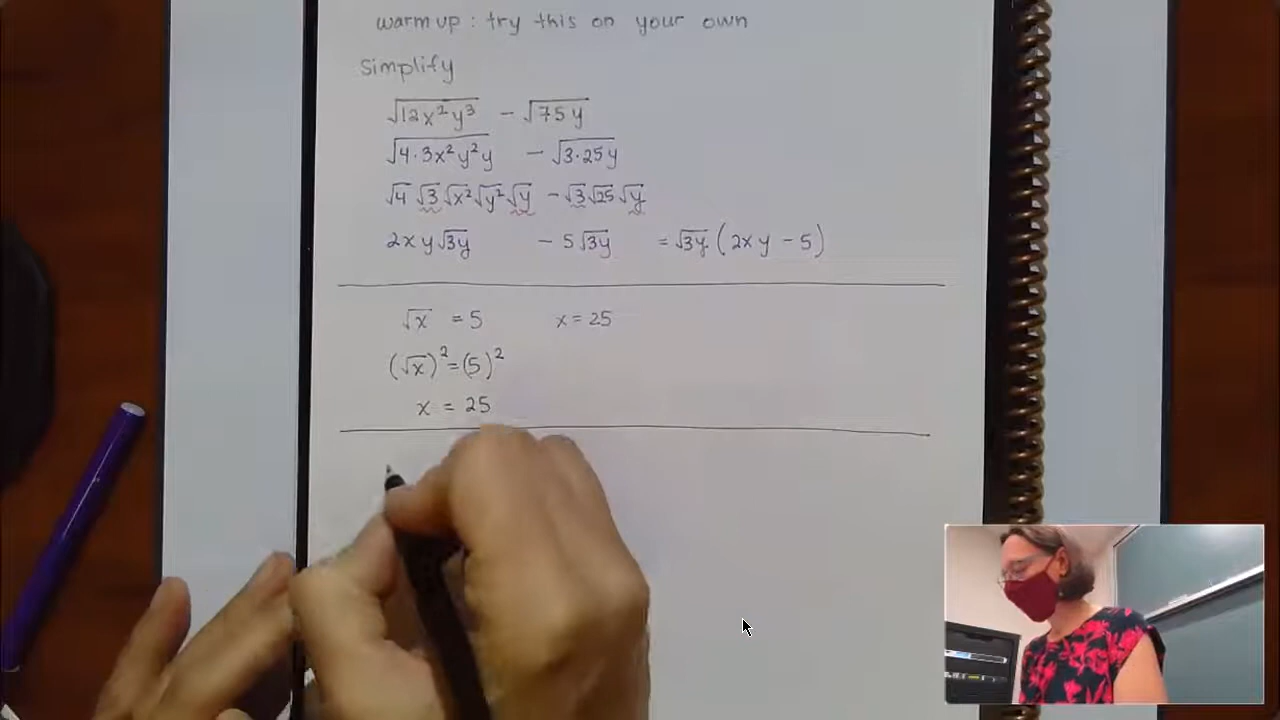 warm up : try this on your own
Simplify
√12x²y³ - √75y
√4·3x²y²y - √3·25y
√4 √3 √x² √y² √y - √3 √25 √y
2xy√3y - 5√3y = √3y (2xy - 5)
√x = 5 x = 25
(√x)² = (5)²
x = 25